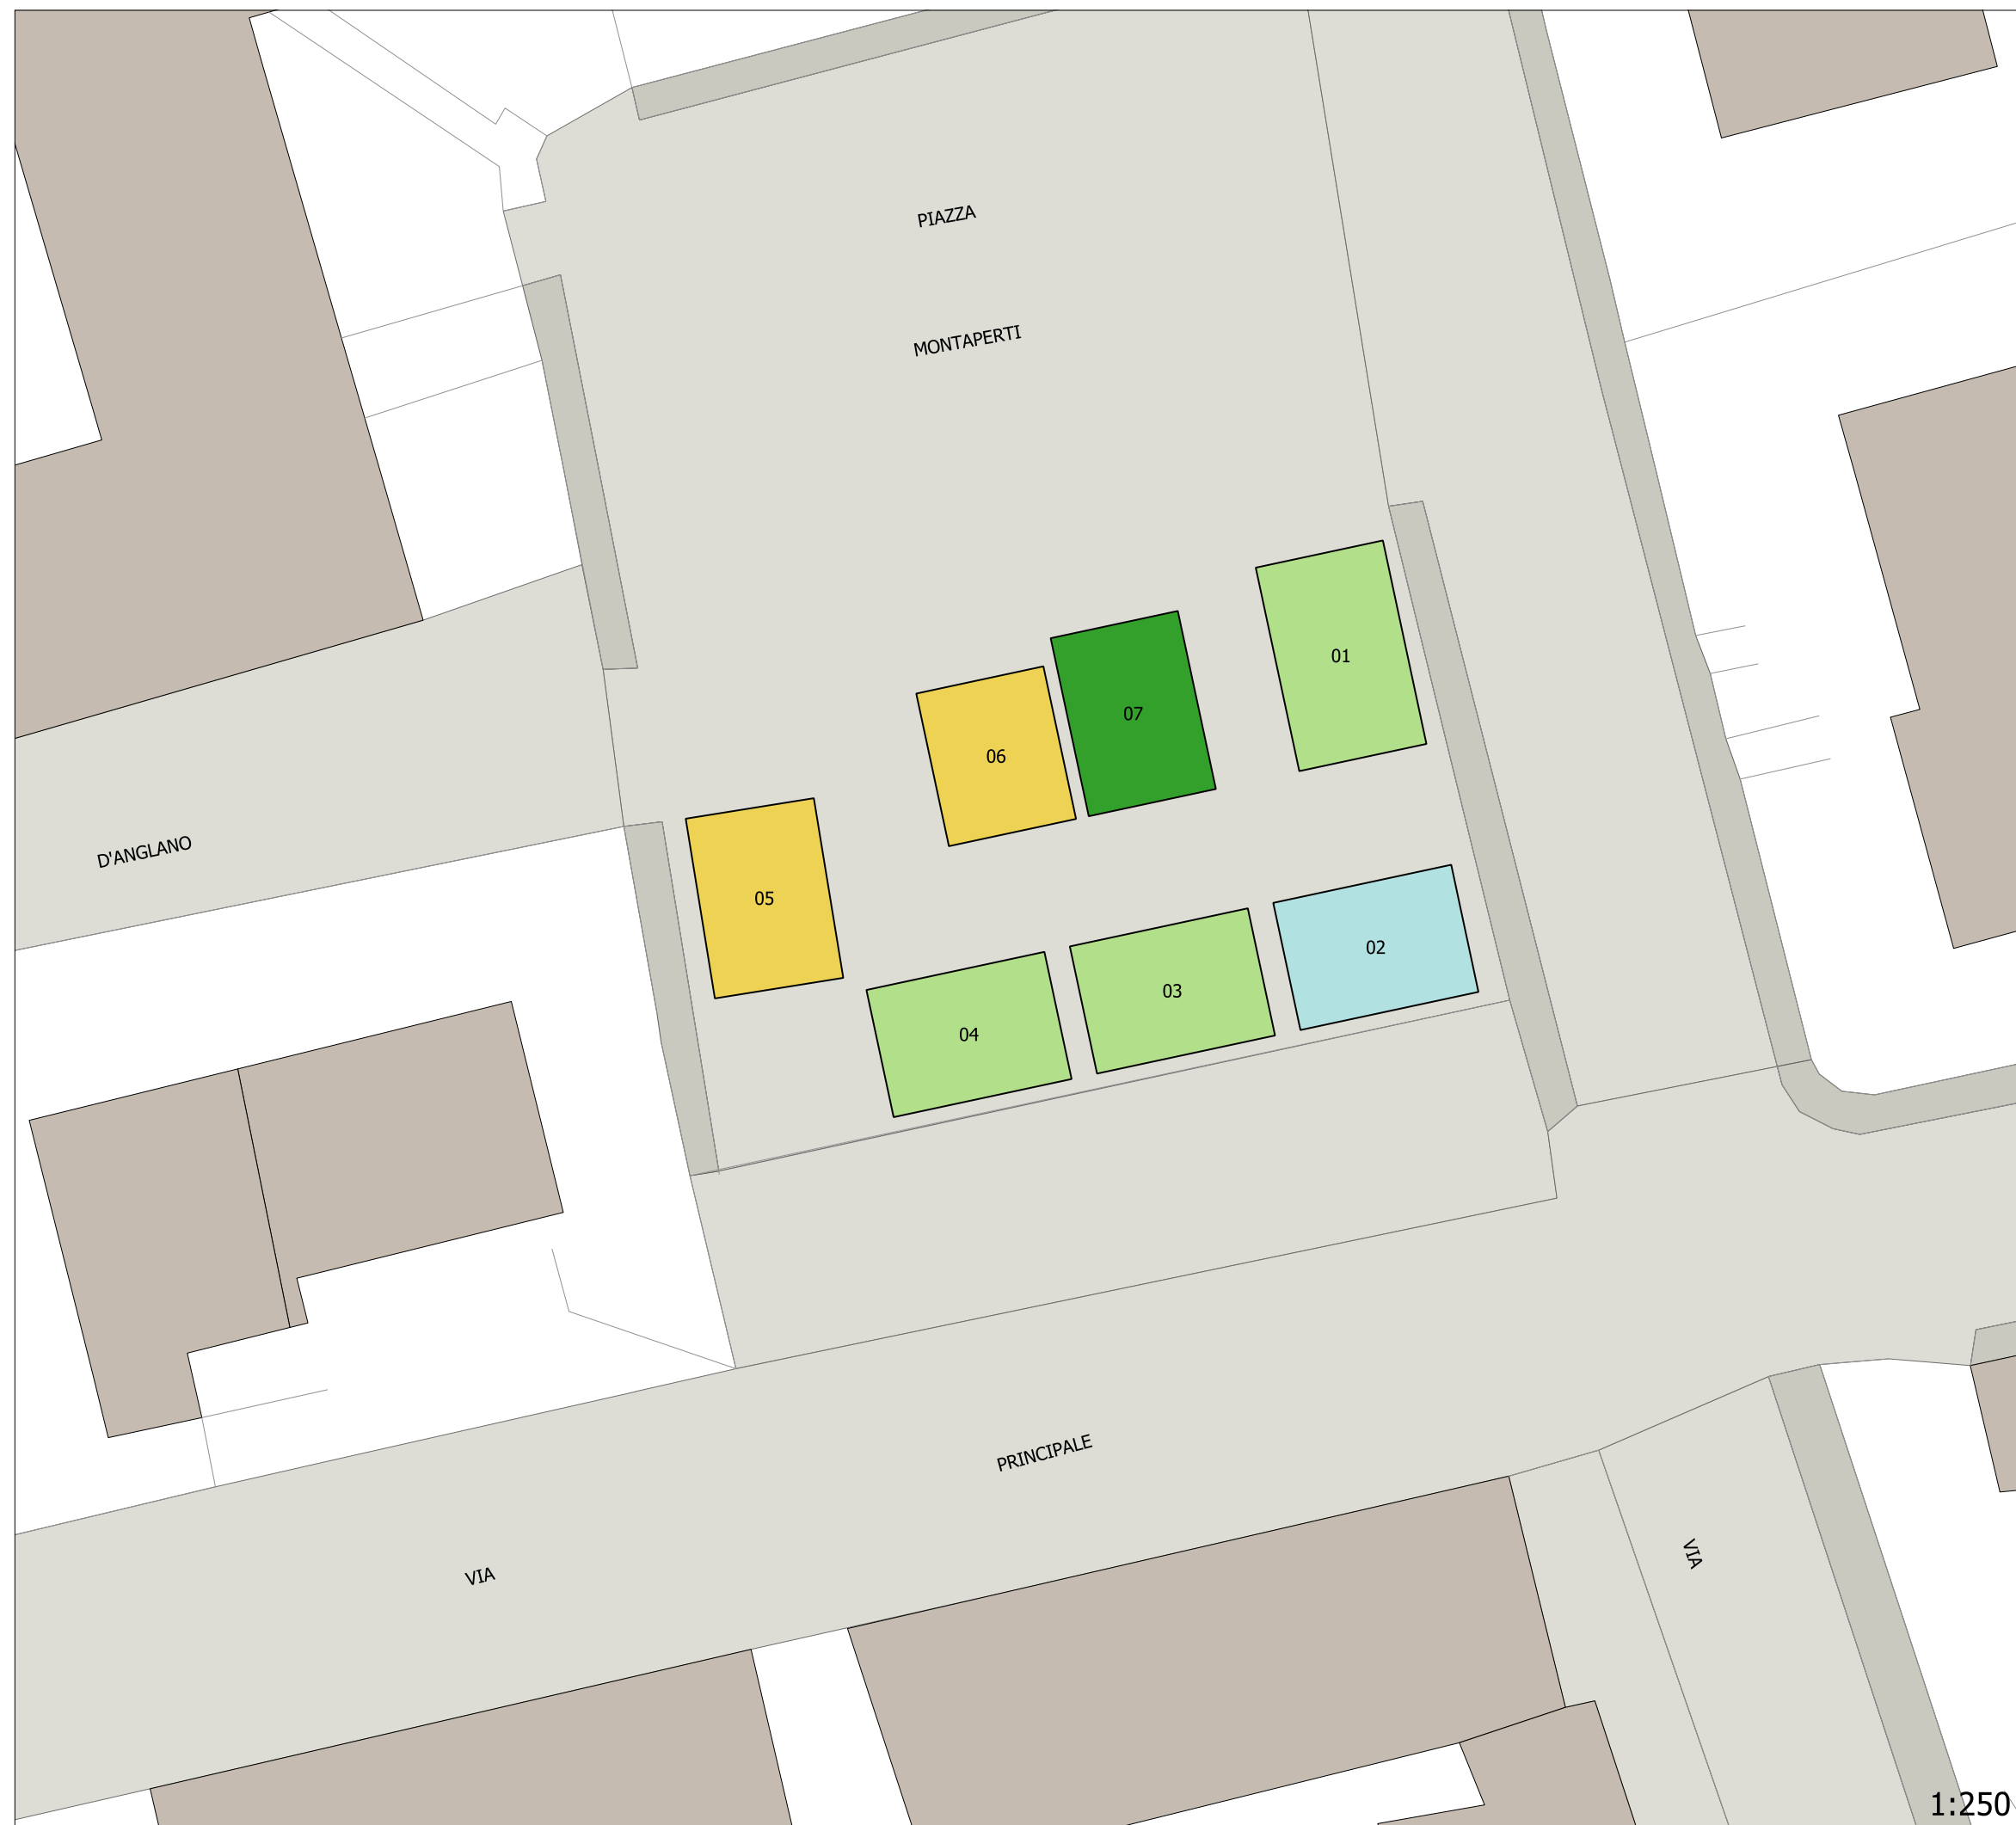 PIAZZA
MONTAPERTI
01
07
06
D'ANGLANO
05
02
03
04
PRINCIPALE
VIA
VIA
1:250